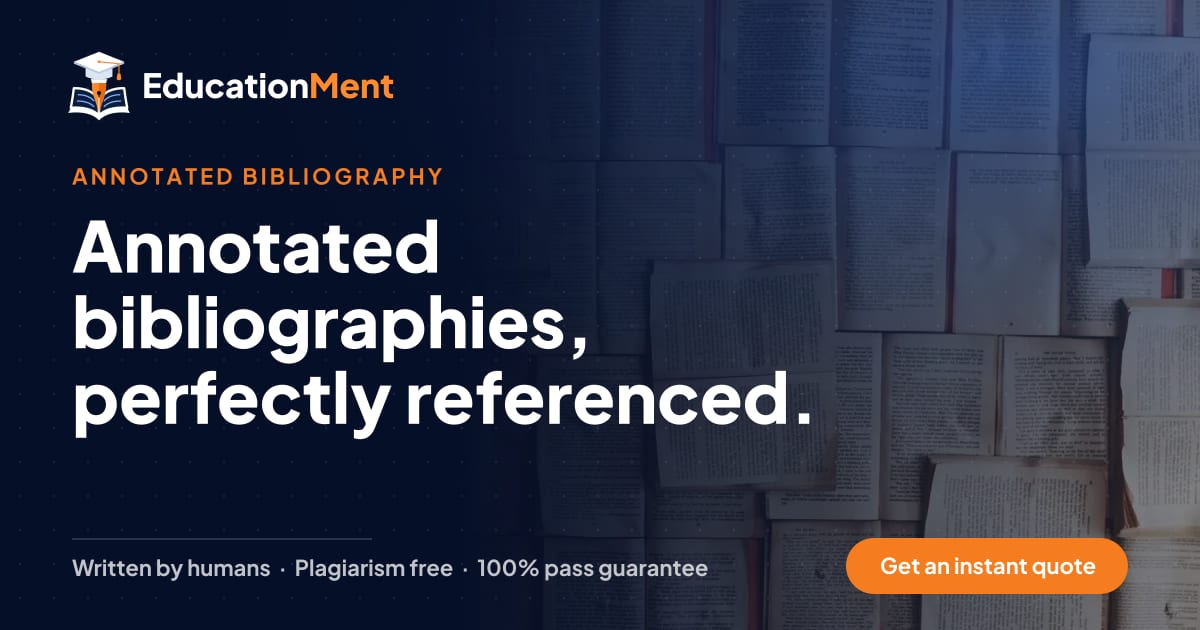 EducationMent
ANNOTATED BIBLIOGRAPHY
Annotated
bibliographies,
perfectly referenced.
Written by humans · Plagiarism free · 100% pass guarantee
Get an instant quote